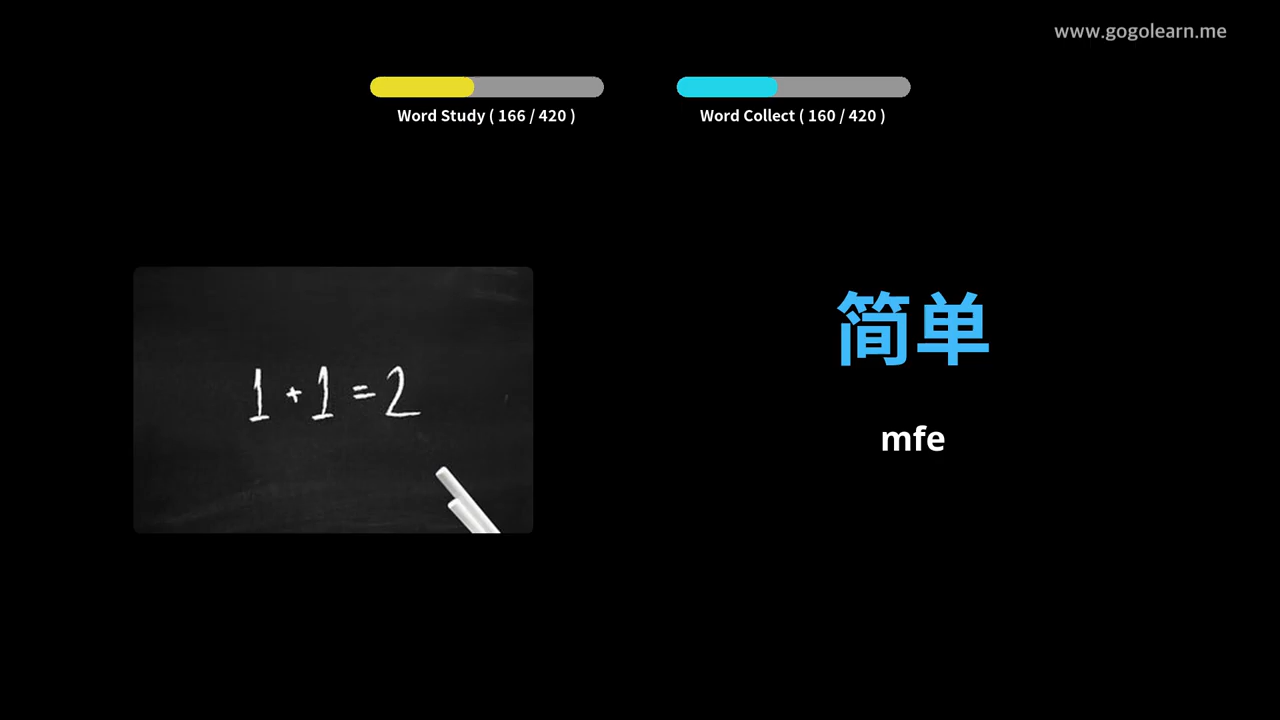 www.gogolearn.me
Word Study ( 166 / 420 )
Word Collect ( 160 / 420 )
1 + 1 = 2
简单
mfe